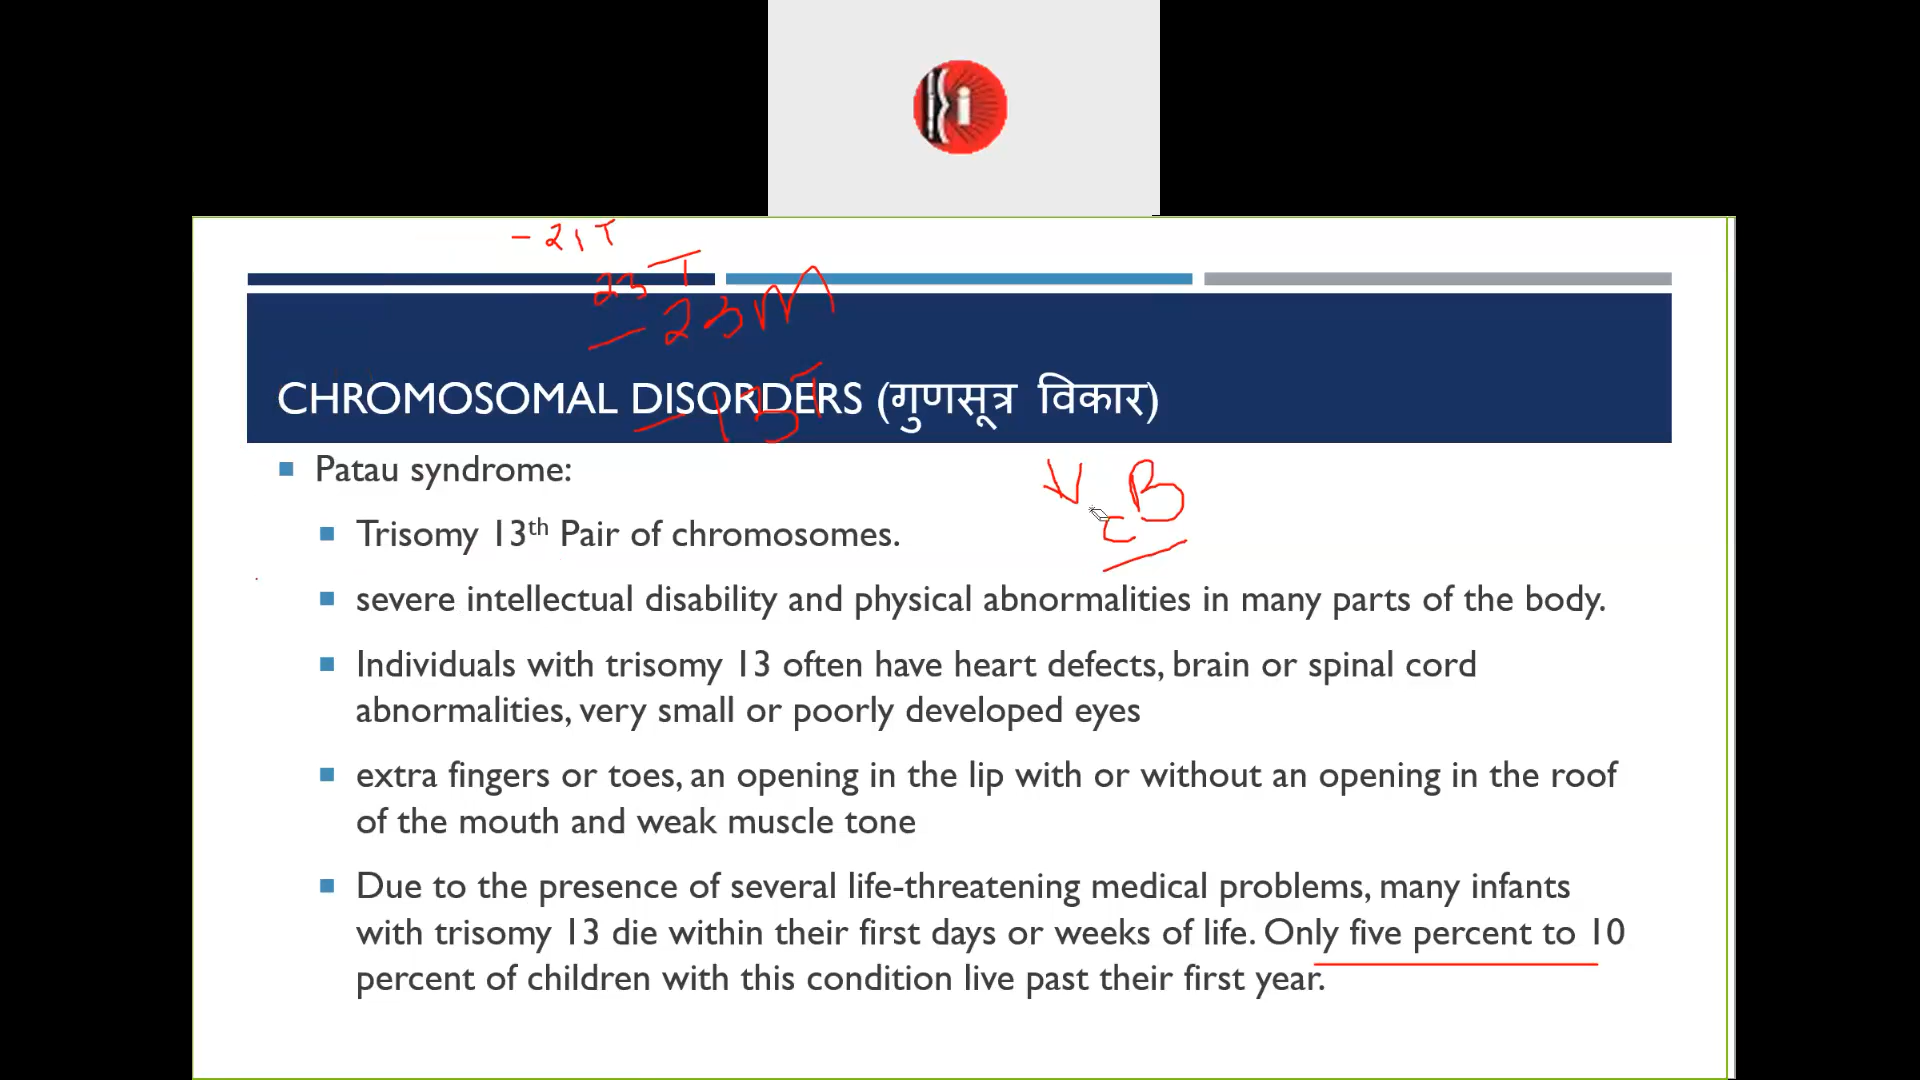 - 21T
23T
- 23M
CHROMOSOMAL DISORDERS (गुणसूत्र विकार)
- 13T
Patau syndrome:
V B
C
Trisomy 13th Pair of chromosomes.
severe intellectual disability and physical abnormalities in many parts of the body.
Individuals with trisomy 13 often have heart defects, brain or spinal cord
abnormalities, very small or poorly developed eyes
extra fingers or toes, an opening in the lip with or without an opening in the roof
of the mouth and weak muscle tone
Due to the presence of several life-threatening medical problems, many infants
with trisomy 13 die within their first days or weeks of life. Only five percent to 10
percent of children with this condition live past their first year.